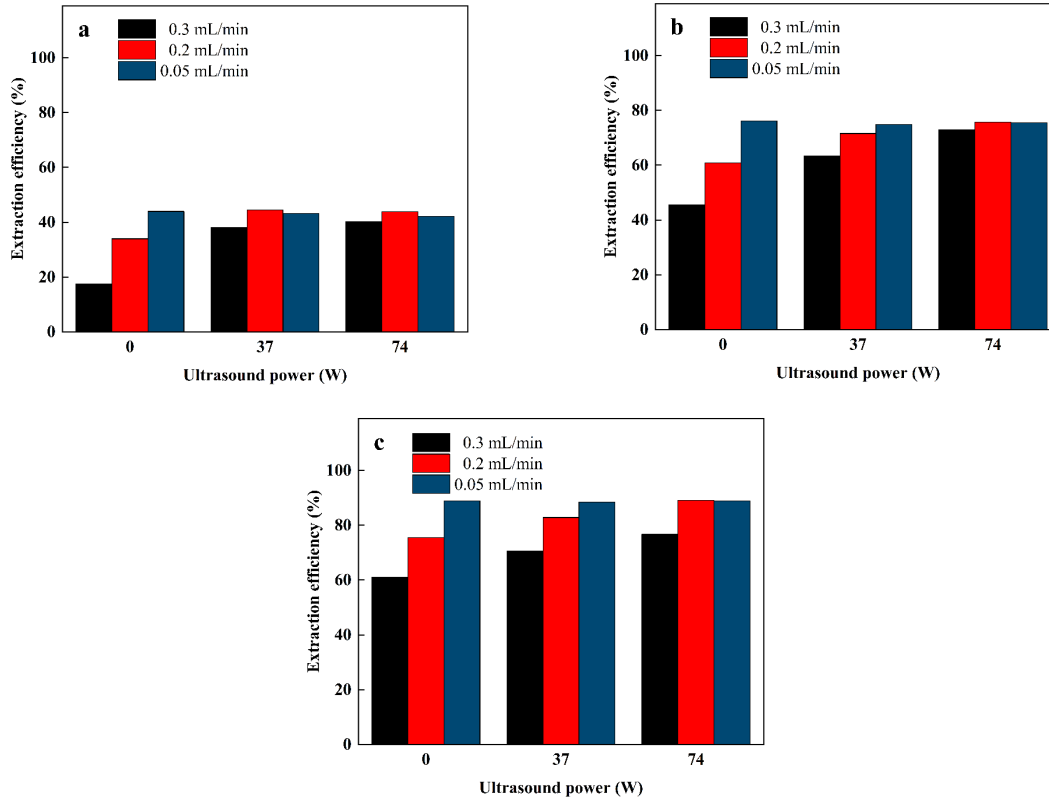 a
0.3 mL/min
0.2 mL/min
0.05 mL/min
100
80
60
40
20
0
Extraction efficiency (%)
0 37 74
Ultrasound power (W)
b
0.3 mL/min
0.2 mL/min
0.05 mL/min
100
80
60
40
20
0
Extraction efficiency (%)
0 37 74
Ultrasound power (W)
c
0.3 mL/min
0.2 mL/min
0.05 mL/min
100
80
60
40
20
0
Extraction efficiency (%)
0 37 74
Ultrasound power (W)